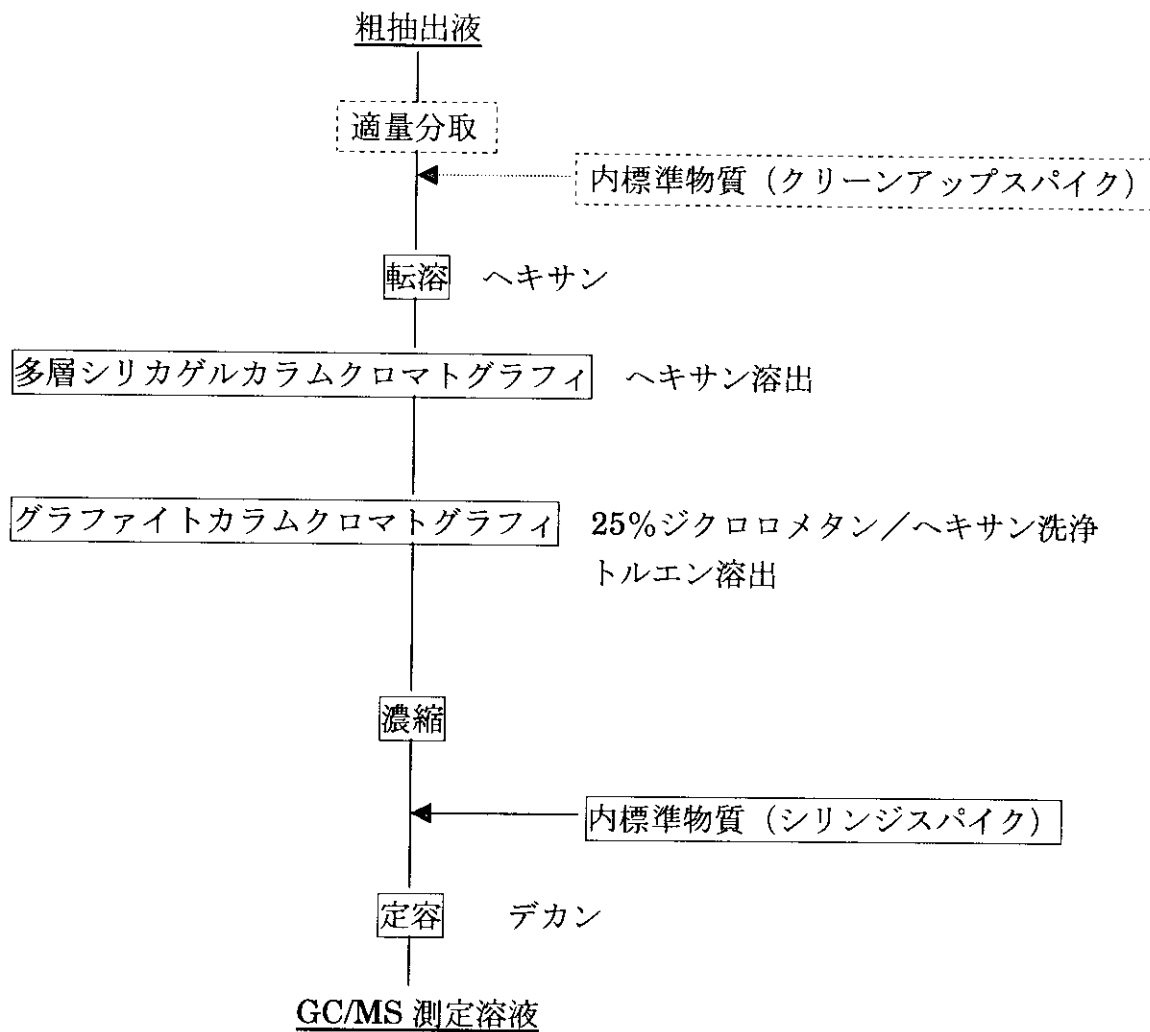 粗抽出液
適量分取
内標準物質（クリーンアップスパイク）
転溶 ヘキサン
多層シリカゲルカラムクロマトグラフィ ヘキサン溶出
グラファイトカラムクロマトグラフィ 25%ジクロロメタン／ヘキサン洗浄
トルエン溶出
濃縮
内標準物質（シリンジスパイク）
定容 デカン
GC/MS 測定溶液